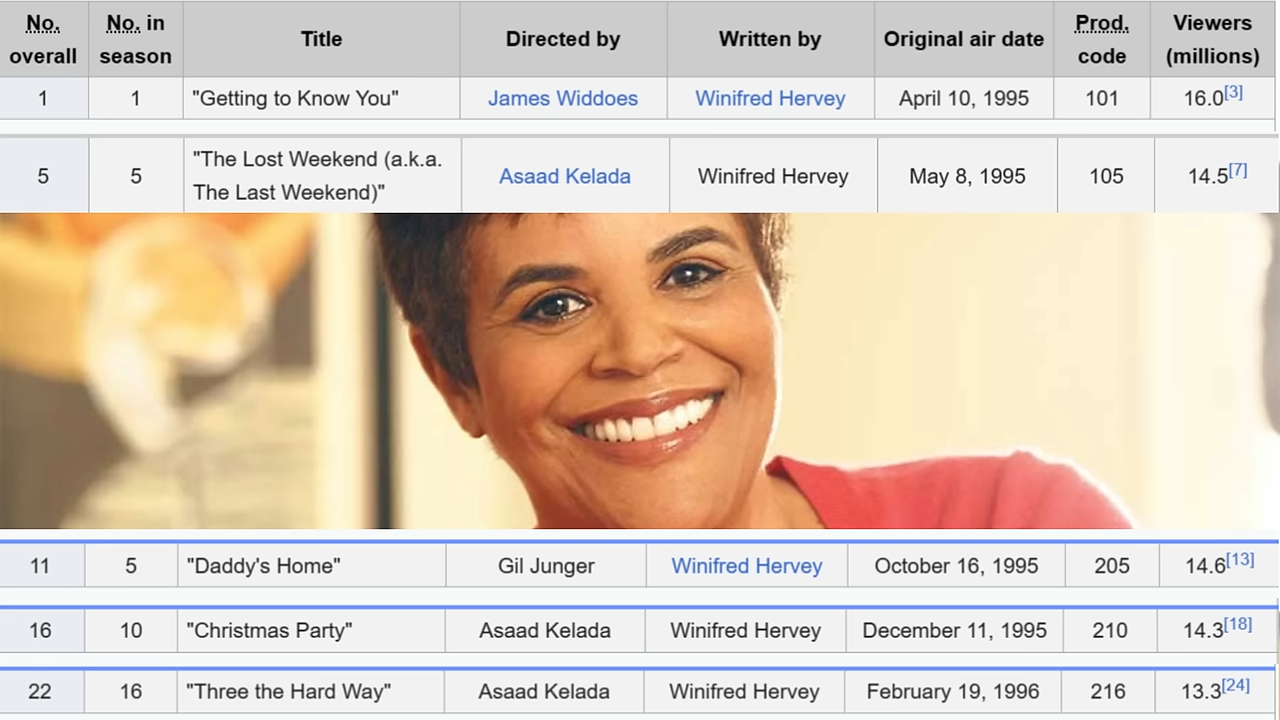 No. overall No. in season Title Directed by Written by Original air date Prod. code Viewers (millions)
1 1 "Getting to Know You" James Widdoes Winifred Hervey April 10, 1995 101 16.0[3]
5 5 "The Lost Weekend (a.k.a. The Last Weekend)" Asaad Kelada Winifred Hervey May 8, 1995 105 14.5[7]
11 5 "Daddy's Home" Gil Junger Winifred Hervey October 16, 1995 205 14.6[13]
16 10 "Christmas Party" Asaad Kelada Winifred Hervey December 11, 1995 210 14.3[18]
22 16 "Three the Hard Way" Asaad Kelada Winifred Hervey February 19, 1996 216 13.3[24]